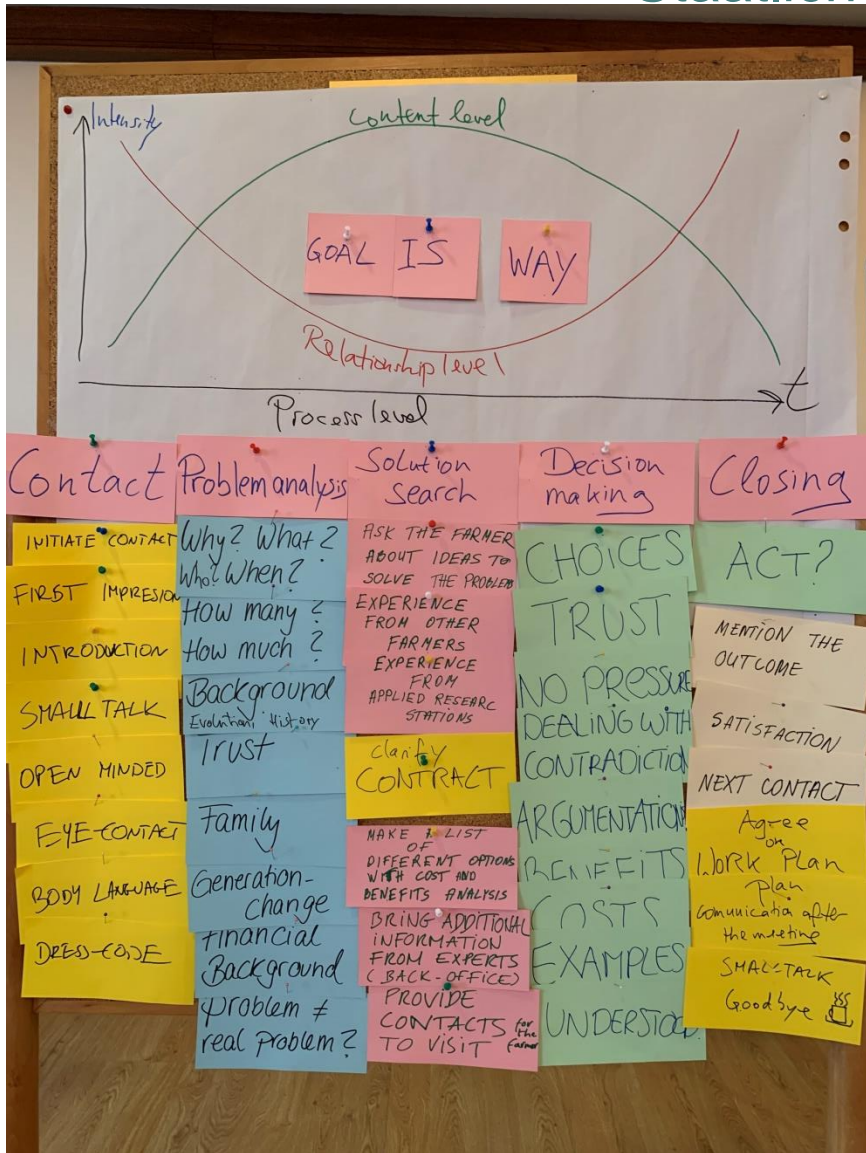 Intensity
Content level
GOAL IS WAY
Relationship level
t
Process level
Contact
INITIATE CONTACT
FIRST IMPRESION
INTRODUCTION
SMALL TALK
OPEN MINDED
EYE-CONTACT
BODY LANGUAGE
DRESS-CODE
Problem analysis
Why? What?
Who? When?
How many?
How much?
Background
Evolution, History
Trust
Family
Generation-
change
Financial
Background
Problem ≠
real problem?
Solution
search
ASK THE FARMER
ABOUT IDEAS TO
SOLVE THE PROBLEM
EXPERIENCE
FROM OTHER
FARMERS
EXPERIENCE
FROM
APPLIED RESEARC
STATIONS
clarify
CONTRACT
MAKE A LIST
OF
DIFFERENT OPTIONS
WITH COST AND
BENEFITS ANALYSIS
BRING ADDITIONAL
INFORMATION
FROM EXPERTS
(BACK-OFFICE)
PROVIDE
CONTACTS for the Farmer
TO VISIT
Decision
making
CHOICES
TRUST
NO PRESSURE
DEALING WITH
CONTRADICTION
ARGUMENTATION
BENEFITS
COSTS
EXAMPLES
UNDERSTOOD
Closing
ACT?
MENTION THE
OUTCOME
SATISFACTION
NEXT CONTACT
Agree
on
Work Plan
Plan
Comunication after
the meeting
SMALLTALK
Goodbye